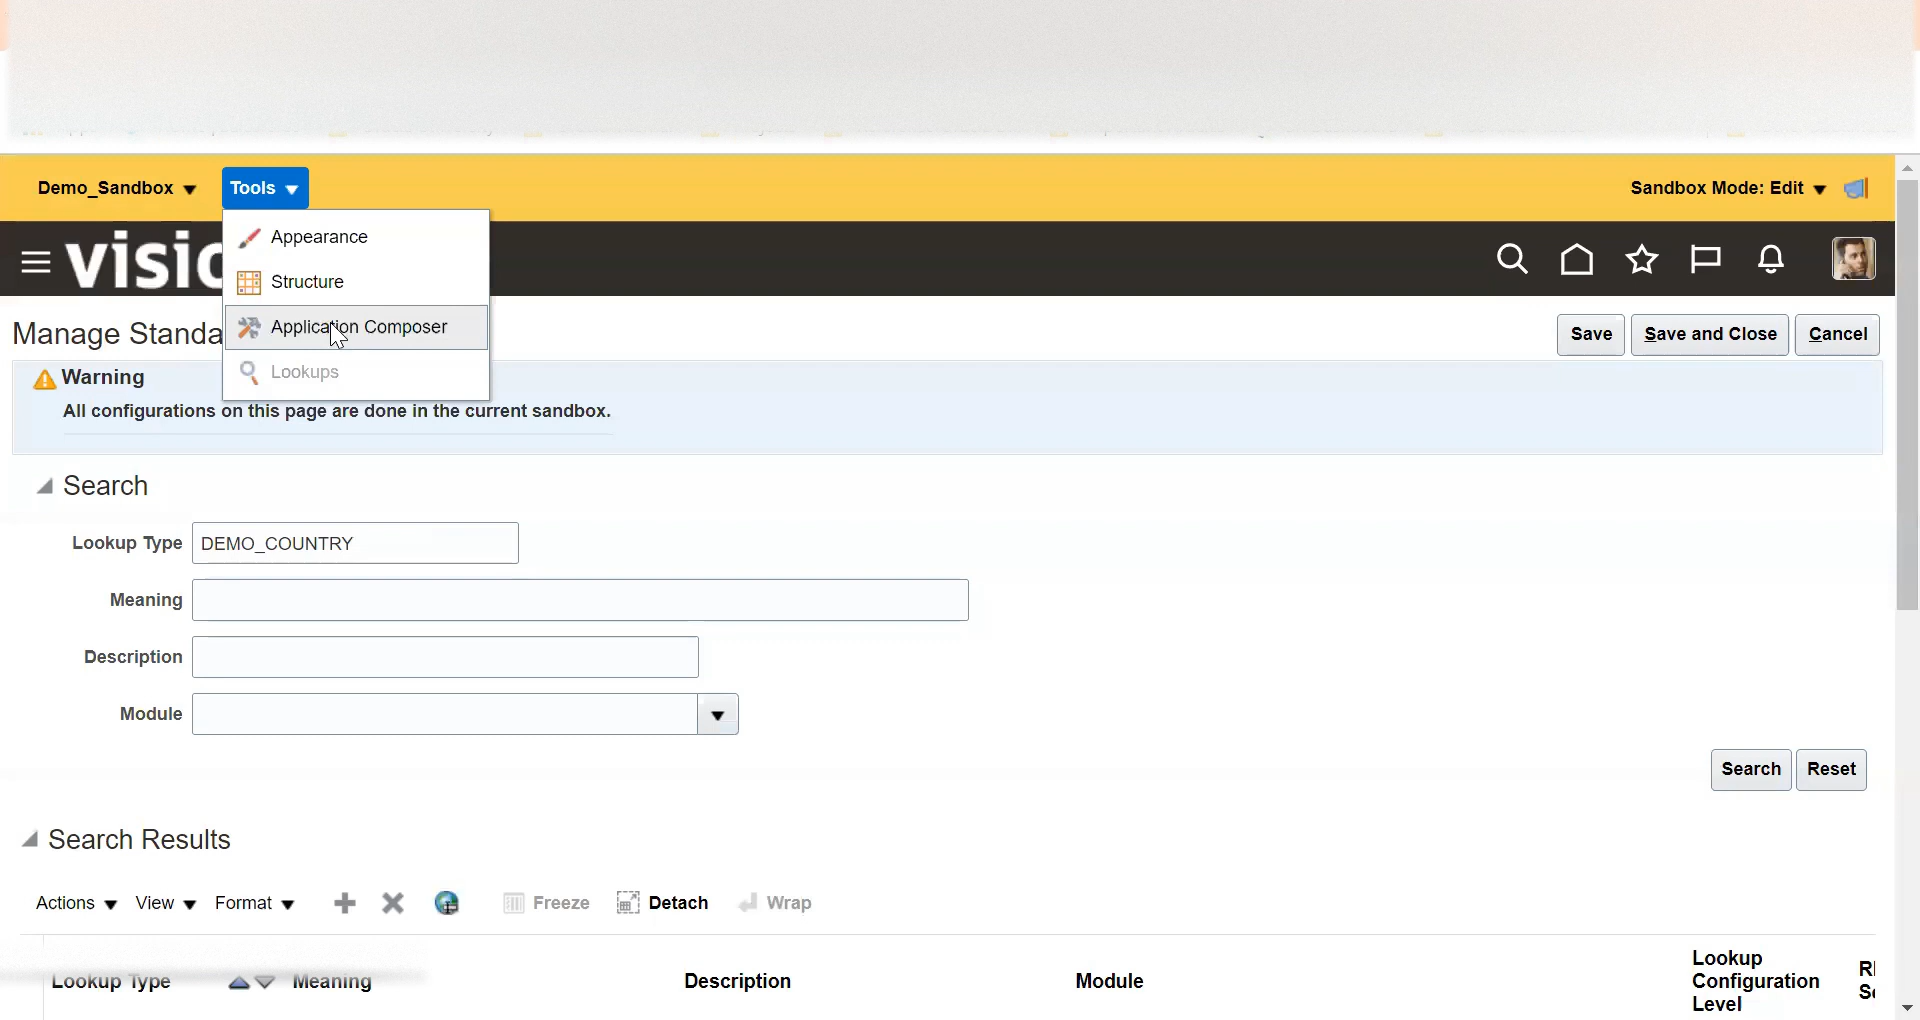 Demo_Sandbox
Tools
Sandbox Mode: Edit
Appearance
Structure
Application Composer
Lookups
Manage Standa
Save
Save and Close
Cancel
Warning
All configurations on this page are done in the current sandbox.
Search
Lookup Type
DEMO_COUNTRY
Meaning
Description
Module
Search
Reset
Search Results
Actions
View
Format
Freeze
Detach
Wrap
Lookup Type
Meaning
Description
Module
Lookup
Configuration
Level